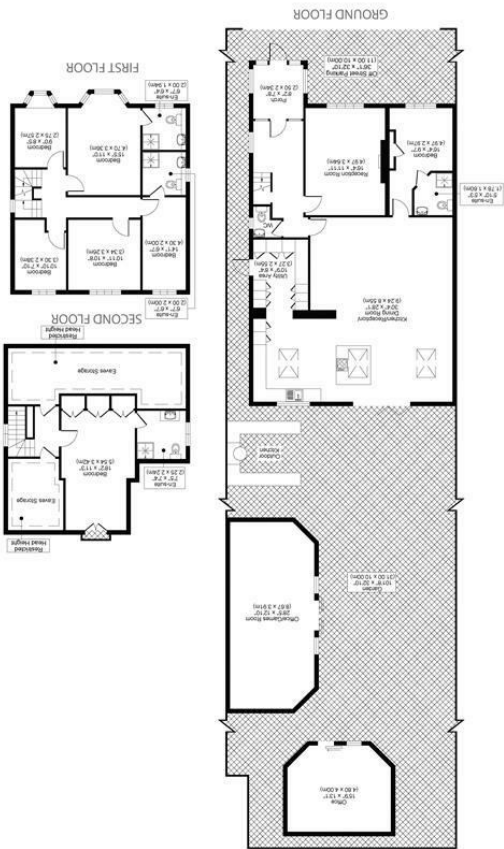 Office
15'9" x 13'1"
(4.80 x 4.00m)
Office/Games Room
28'5" x 12'10"
(8.67 x 3.91m)
Garden
101'8" x 32'10"
(31.00 x 10.00m)
Outdoor
Kitchen
Kitchen/Reception/
Dining Room
30'4" x 28'1"
(9.24 x 8.55m)
Utility Area
10'9" x 8'4"
(3.27 x 2.55m)
WC
En-suite
5'10" x 5'3"
(1.78 x 1.60m)
Bedroom
16'4" x 9'9"
(4.97 x 2.97m)
Reception Room
16'4" x 11'11"
(4.97 x 3.64m)
Porch
8'2" x 7'8"
(2.50 x 2.34m)
Off Street Parking
36'1" x 32'10"
(11.00 x 10.00m)
GROUND FLOOR
Restricted
Head Height
Eaves Storage
En-suite
7'5" x 7'4"
(2.25 x 2.24m)
Bedroom
18'2" x 11'3"
(5.54 x 3.42m)
Eaves Storage
Restricted
Head Height
SECOND FLOOR
En-suite
6'7" x 6'7"
(2.00 x 2.00m)
Bedroom
14'1" x 6'7"
(4.30 x 2.00m)
Bedroom
10'11" x 10'8"
(3.34 x 3.26m)
Bedroom
10'10" x 7'10"
(3.30 x 2.39m)
Bedroom
15'5" x 11'0"
(4.70 x 3.36m)
Bedroom
9'0" x 8'5"
(2.75 x 2.57m)
En-suite
6'7" x 6'4"
(2.00 x 1.94m)
FIRST FLOOR